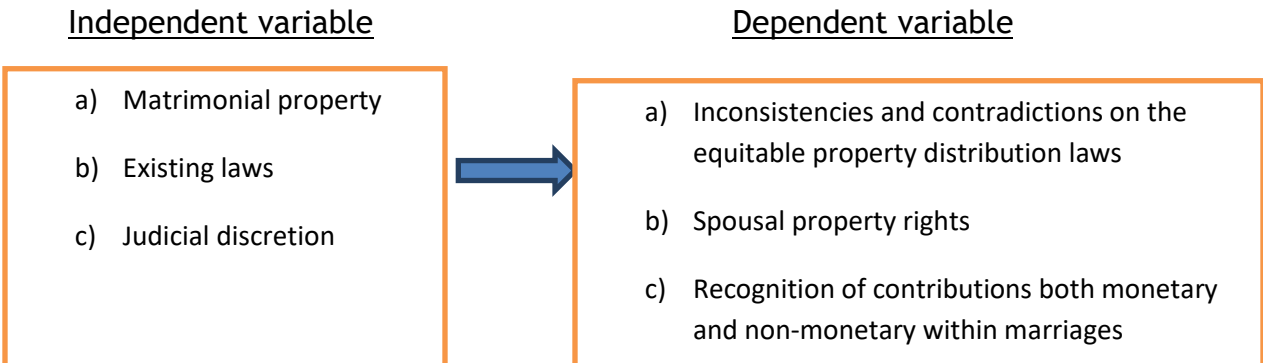 Independent variable
Dependent variable
a) Matrimonial property
b) Existing laws
c) Judicial discretion
a) Inconsistencies and contradictions on the
equitable property distribution laws
b) Spousal property rights
c) Recognition of contributions both monetary
and non-monetary within marriages